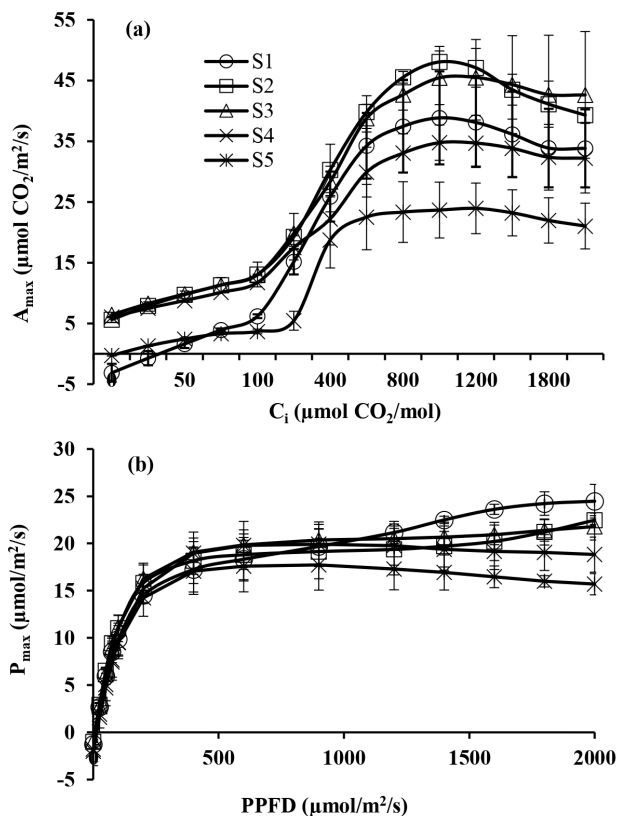 (a)
S1
S2
S3
S4
S5
55
45
35
25
15
5
-5
0 50 100 400 800 1200 1800
Amax (µmol CO2/m²/s)
Ci (µmol CO2/mol)
(b)
30
25
20
15
10
5
0
-5
0 500 1000 1500 2000
Pmax (µmol/m²/s)
PPFD (µmol/m²/s)